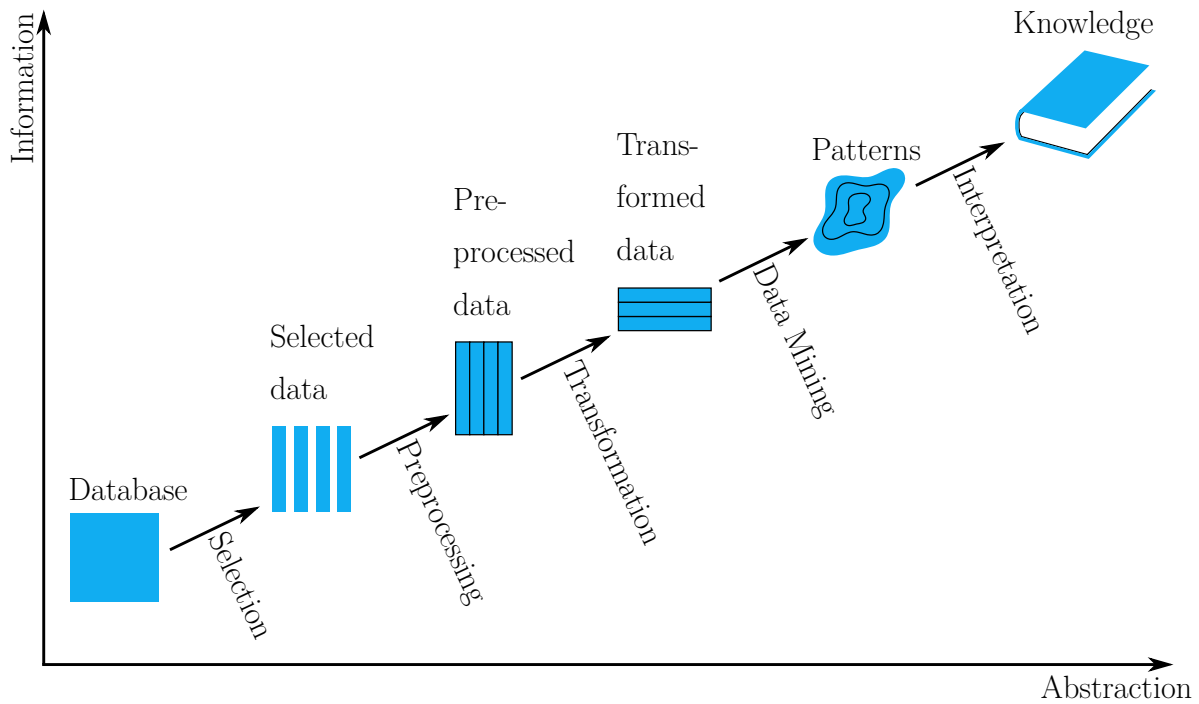 Information
Knowledge
Trans-
formed
data
Patterns
Pre-
processed
data
Interpretation
Selected
data
Data Mining
Transformation
Database
Preprocessing
Selection
Abstraction